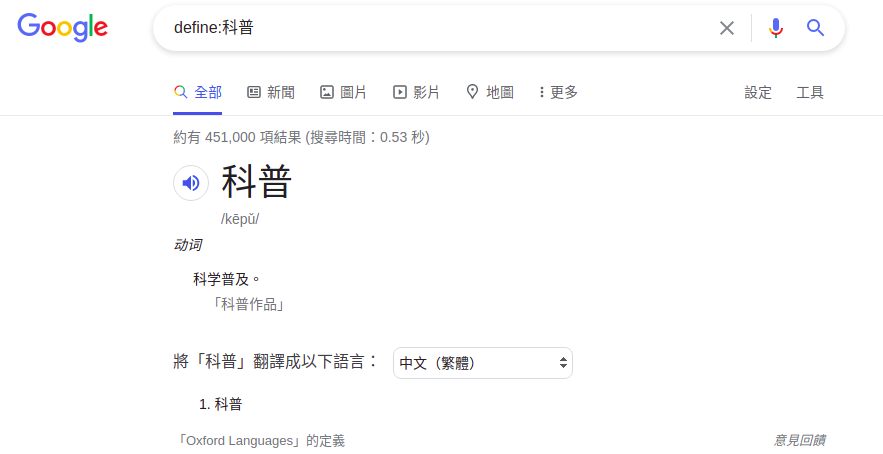 Google define:科普
全部 新聞 圖片 影片 地圖 更多 設定 工具
約有 451,000 項結果 (搜尋時間：0.53 秒)
科普
/kēpǔ/
动词
科学普及。
「科普作品」
將「科普」翻譯成以下語言： 中文（繁體）
1. 科普
「Oxford Languages」的定義 意見回饋